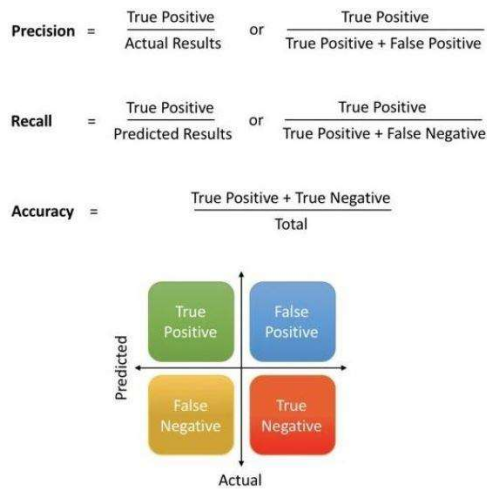 Precision = True Positive / Actual Results or True Positive / True Positive + False Positive
Recall = True Positive / Predicted Results or True Positive / True Positive + False Negative
Accuracy = True Positive + True Negative / Total
True Positive
False Positive
Predicted
False Negative
True Negative
Actual